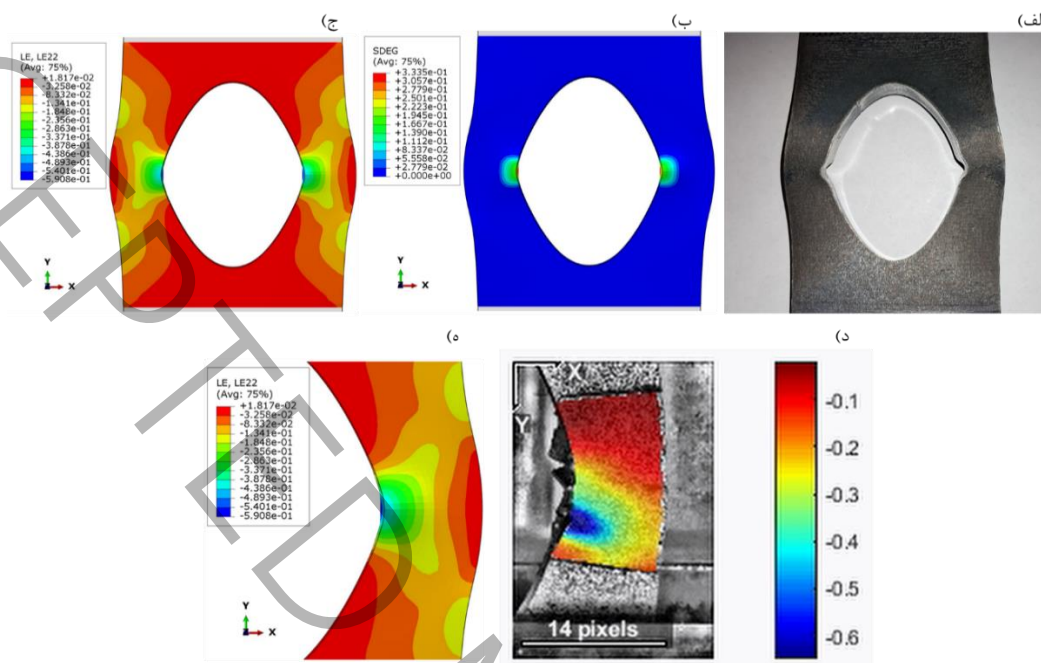 الف)
ب)
ج)
SDEG
(Avg: 75%)
+3.335e-01
+3.057e-01
+2.779e-01
+2.501e-01
+2.223e-01
+1.945e-01
+1.667e-01
+1.390e-01
+1.112e-01
+8.337e-02
+5.558e-02
+2.779e-02
+0.000e+00
Y
X
LE, LE22
(Avg: 75%)
+1.817e-02
-3.258e-02
-8.332e-02
-1.341e-01
-1.848e-01
-2.356e-01
-2.863e-01
-3.371e-01
-3.878e-01
-4.386e-01
-4.893e-01
-5.401e-01
-5.908e-01
Y
X
د)
X
Y
14 pixels
-0.1
-0.2
-0.3
-0.4
-0.5
-0.6
ه)
LE, LE22
(Avg: 75%)
+1.817e-02
-3.258e-02
-8.332e-02
-1.341e-01
-1.848e-01
-2.356e-01
-2.863e-01
-3.371e-01
-3.878e-01
-4.386e-01
-4.893e-01
-5.401e-01
-5.908e-01
Y
X